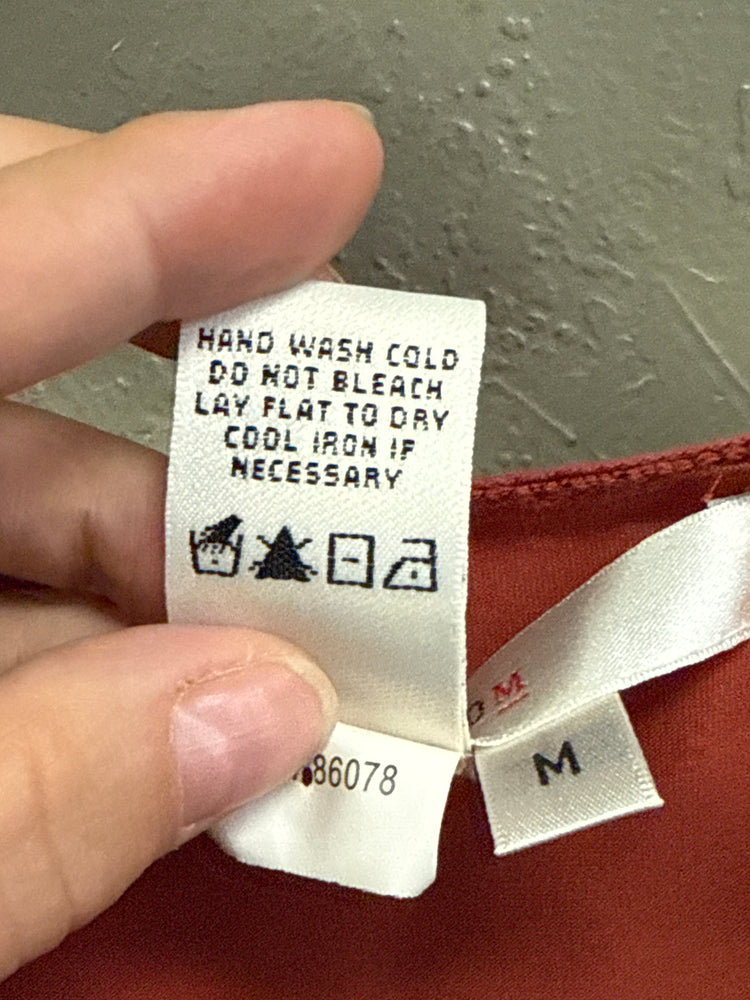 HAND WASH COLD
DO NOT BLEACH
LAY FLAT TO DRY
COOL IRON IF
NECESSARY
86078
M
M